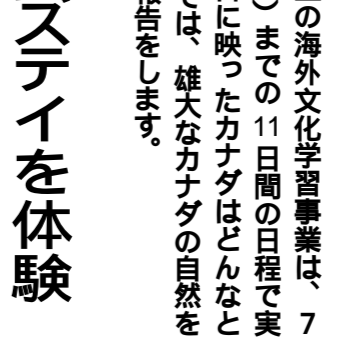 の海外文化学習事業は、7
）までの11日間の日程で実
に映ったカナダはどんなと
では、雄大なカナダの自然を
報告をします。
ステイを体験